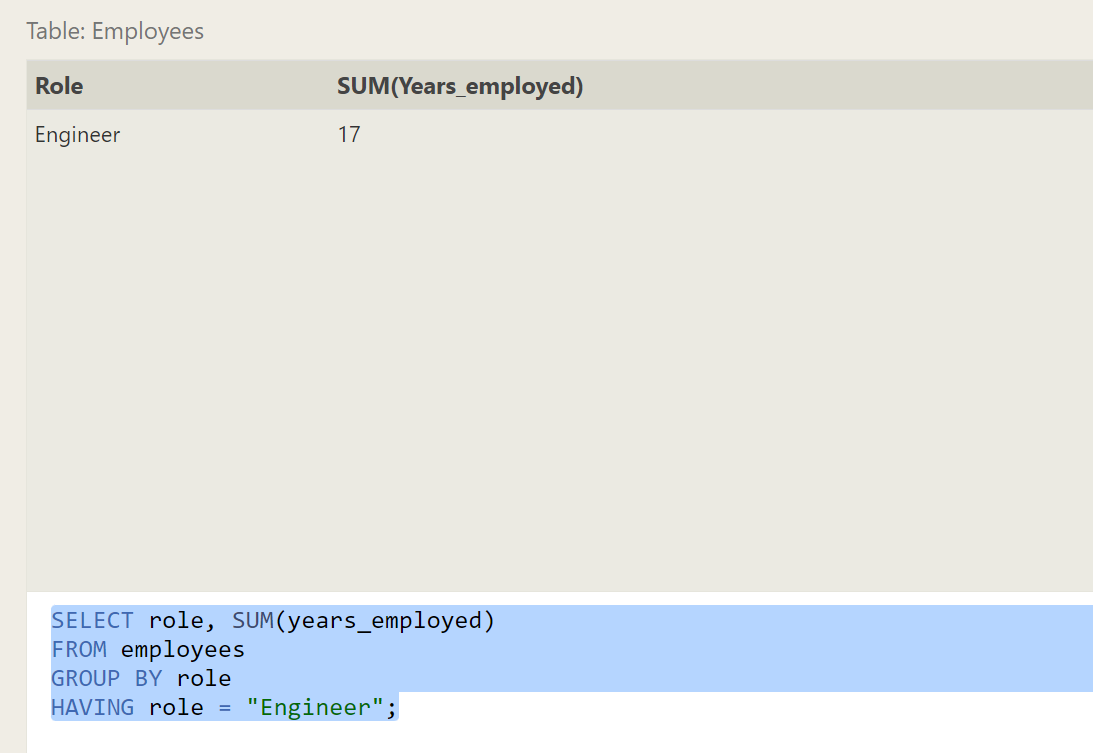 Table: Employees
Role SUM(Years_employed)
Engineer 17
SELECT role, SUM(years_employed)
FROM employees
GROUP BY role
HAVING role = "Engineer";